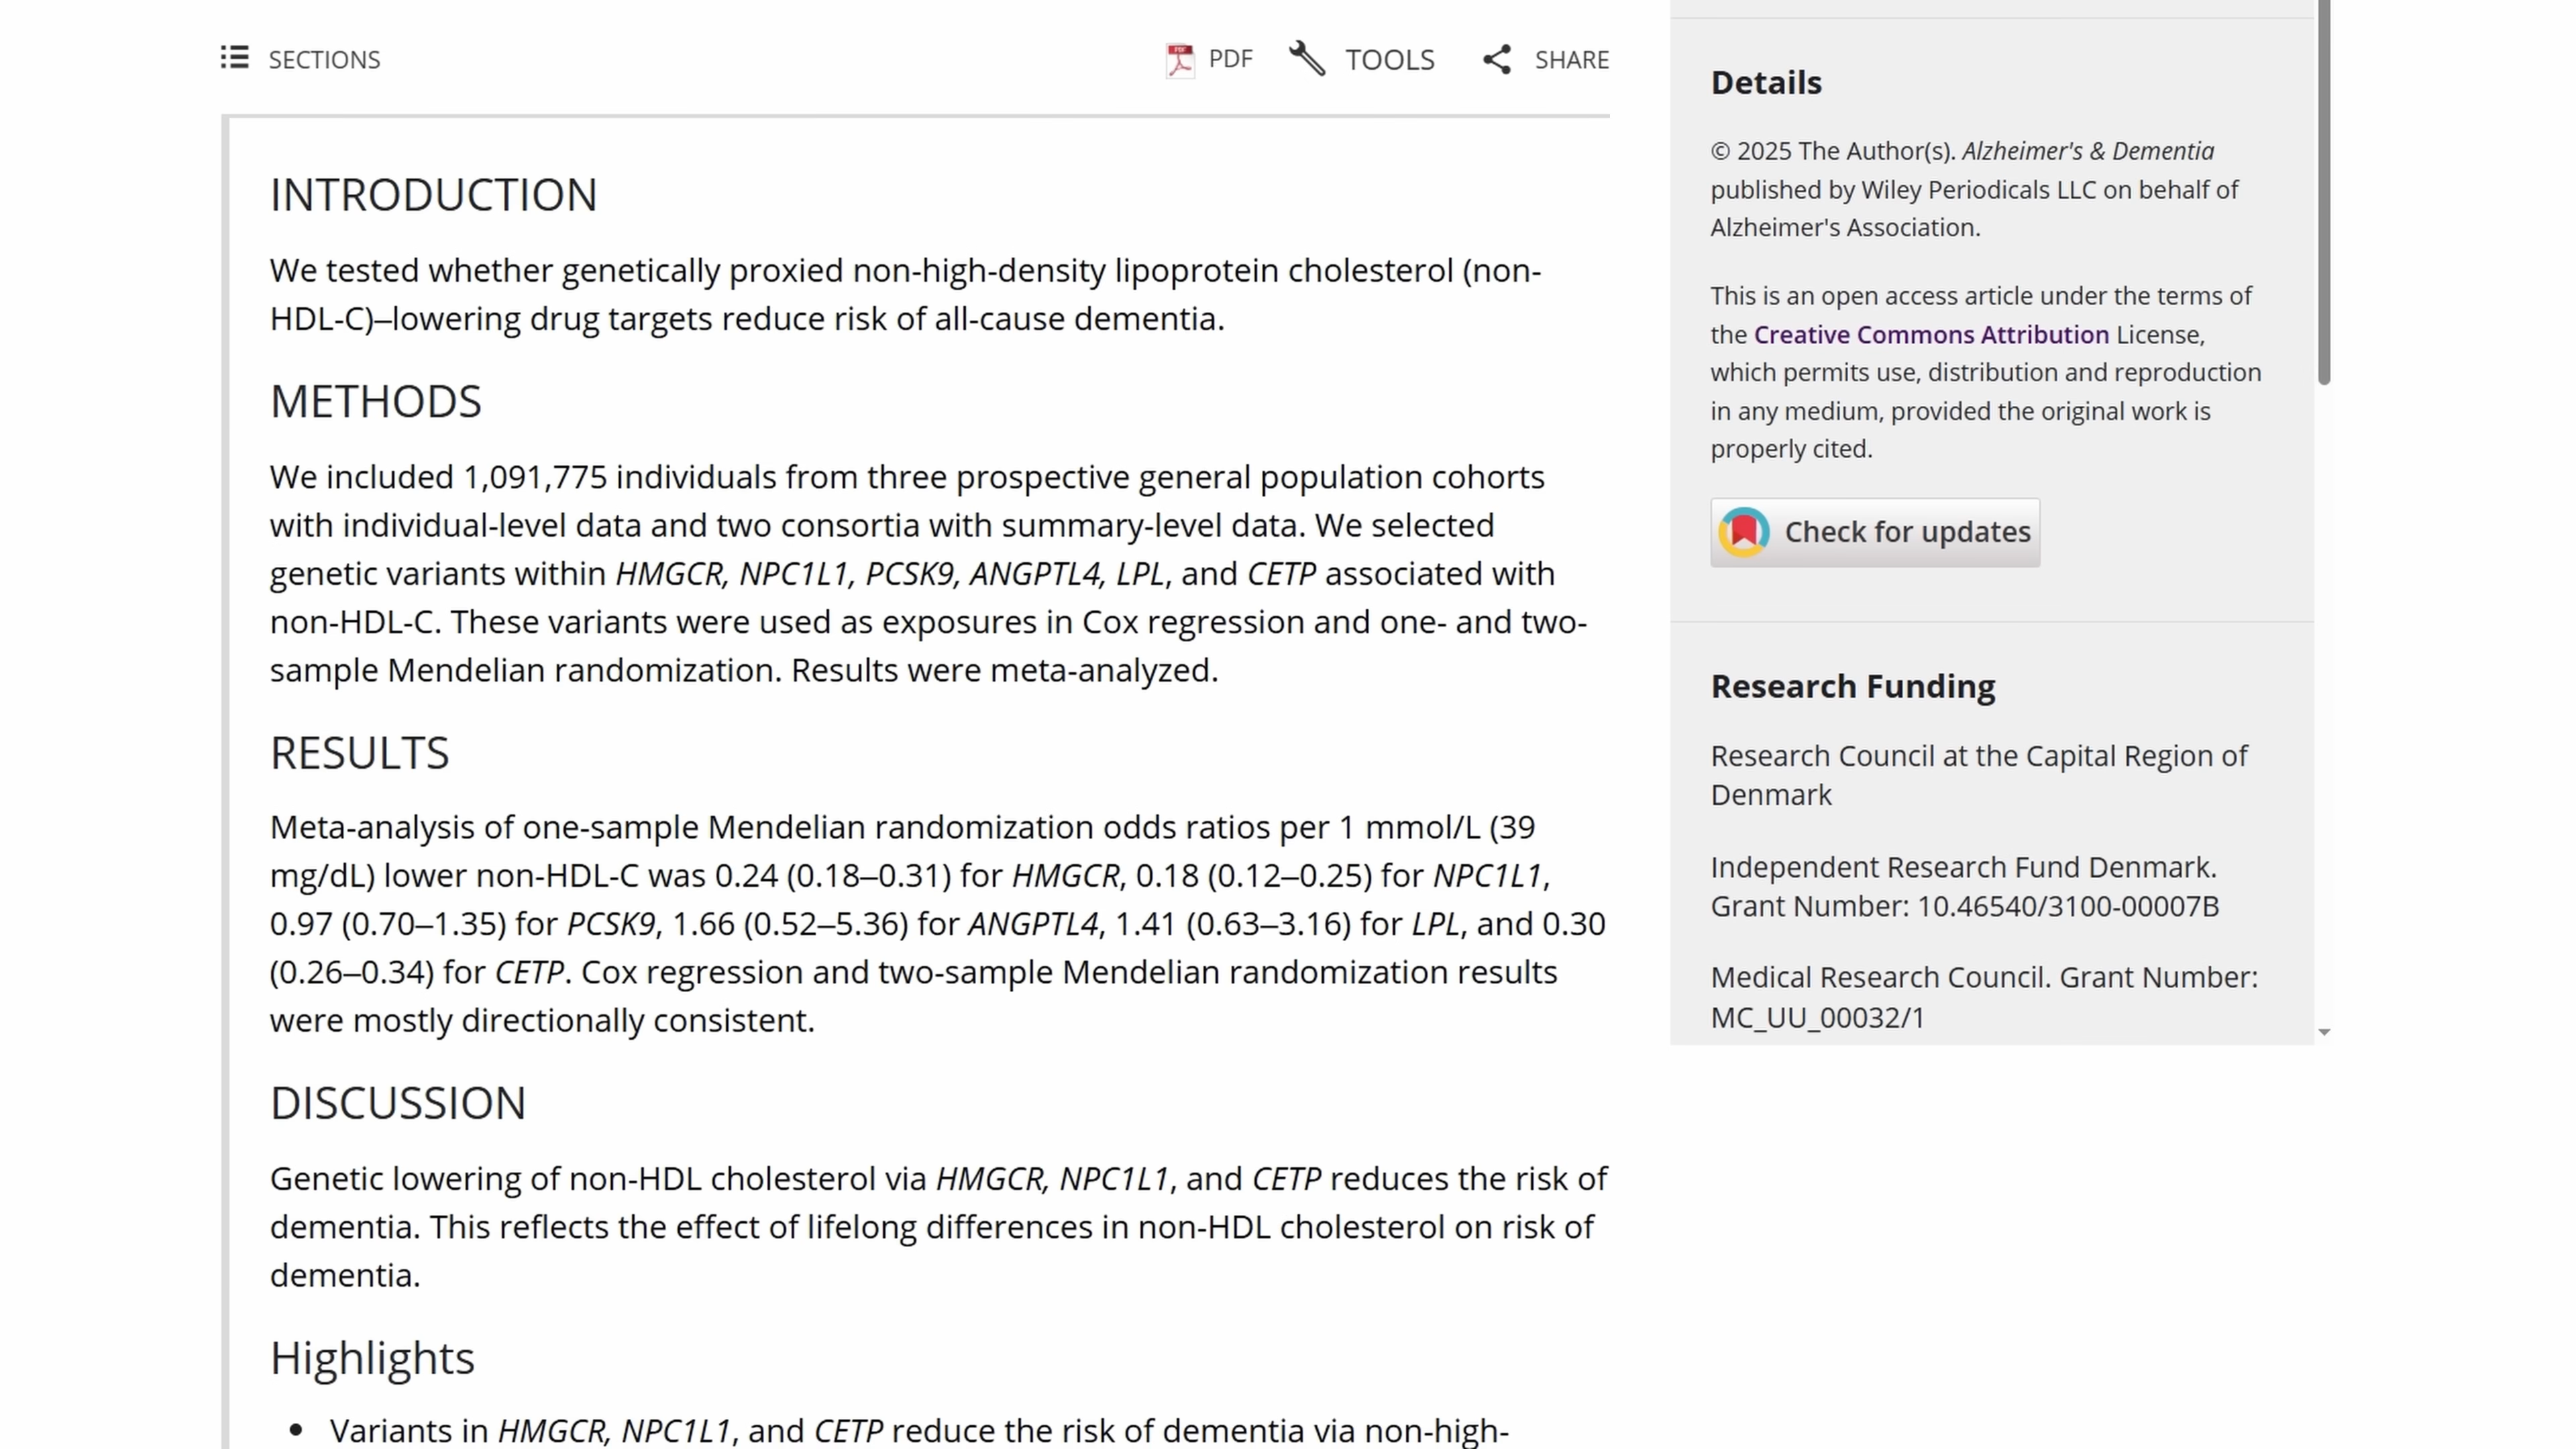 SECTIONS
PDF
TOOLS
SHARE
INTRODUCTION
We tested whether genetically proxied non-high-density lipoprotein cholesterol (non-
HDL-C)–lowering drug targets reduce risk of all-cause dementia.
METHODS
We included 1,091,775 individuals from three prospective general population cohorts
with individual-level data and two consortia with summary-level data. We selected
genetic variants within HMGCR, NPC1L1, PCSK9, ANGPTL4, LPL, and CETP associated with
non-HDL-C. These variants were used as exposures in Cox regression and one- and two-
sample Mendelian randomization. Results were meta-analyzed.
RESULTS
Meta-analysis of one-sample Mendelian randomization odds ratios per 1 mmol/L (39
mg/dL) lower non-HDL-C was 0.24 (0.18–0.31) for HMGCR, 0.18 (0.12–0.25) for NPC1L1,
0.97 (0.70–1.35) for PCSK9, 1.66 (0.52–5.36) for ANGPTL4, 1.41 (0.63–3.16) for LPL, and 0.30
(0.26–0.34) for CETP. Cox regression and two-sample Mendelian randomization results
were mostly directionally consistent.
DISCUSSION
Genetic lowering of non-HDL cholesterol via HMGCR, NPC1L1, and CETP reduces the risk of
dementia. This reflects the effect of lifelong differences in non-HDL cholesterol on risk of
dementia.
Highlights
• Variants in HMGCR, NPC1L1, and CETP reduce the risk of dementia via non-high-
Details
© 2025 The Author(s). Alzheimer's & Dementia
published by Wiley Periodicals LLC on behalf of
Alzheimer's Association.
This is an open access article under the terms of
the Creative Commons Attribution License,
which permits use, distribution and reproduction
in any medium, provided the original work is
properly cited.
Check for updates
Research Funding
Research Council at the Capital Region of
Denmark
Independent Research Fund Denmark.
Grant Number: 10.46540/3100-00007B
Medical Research Council. Grant Number:
MC_UU_00032/1